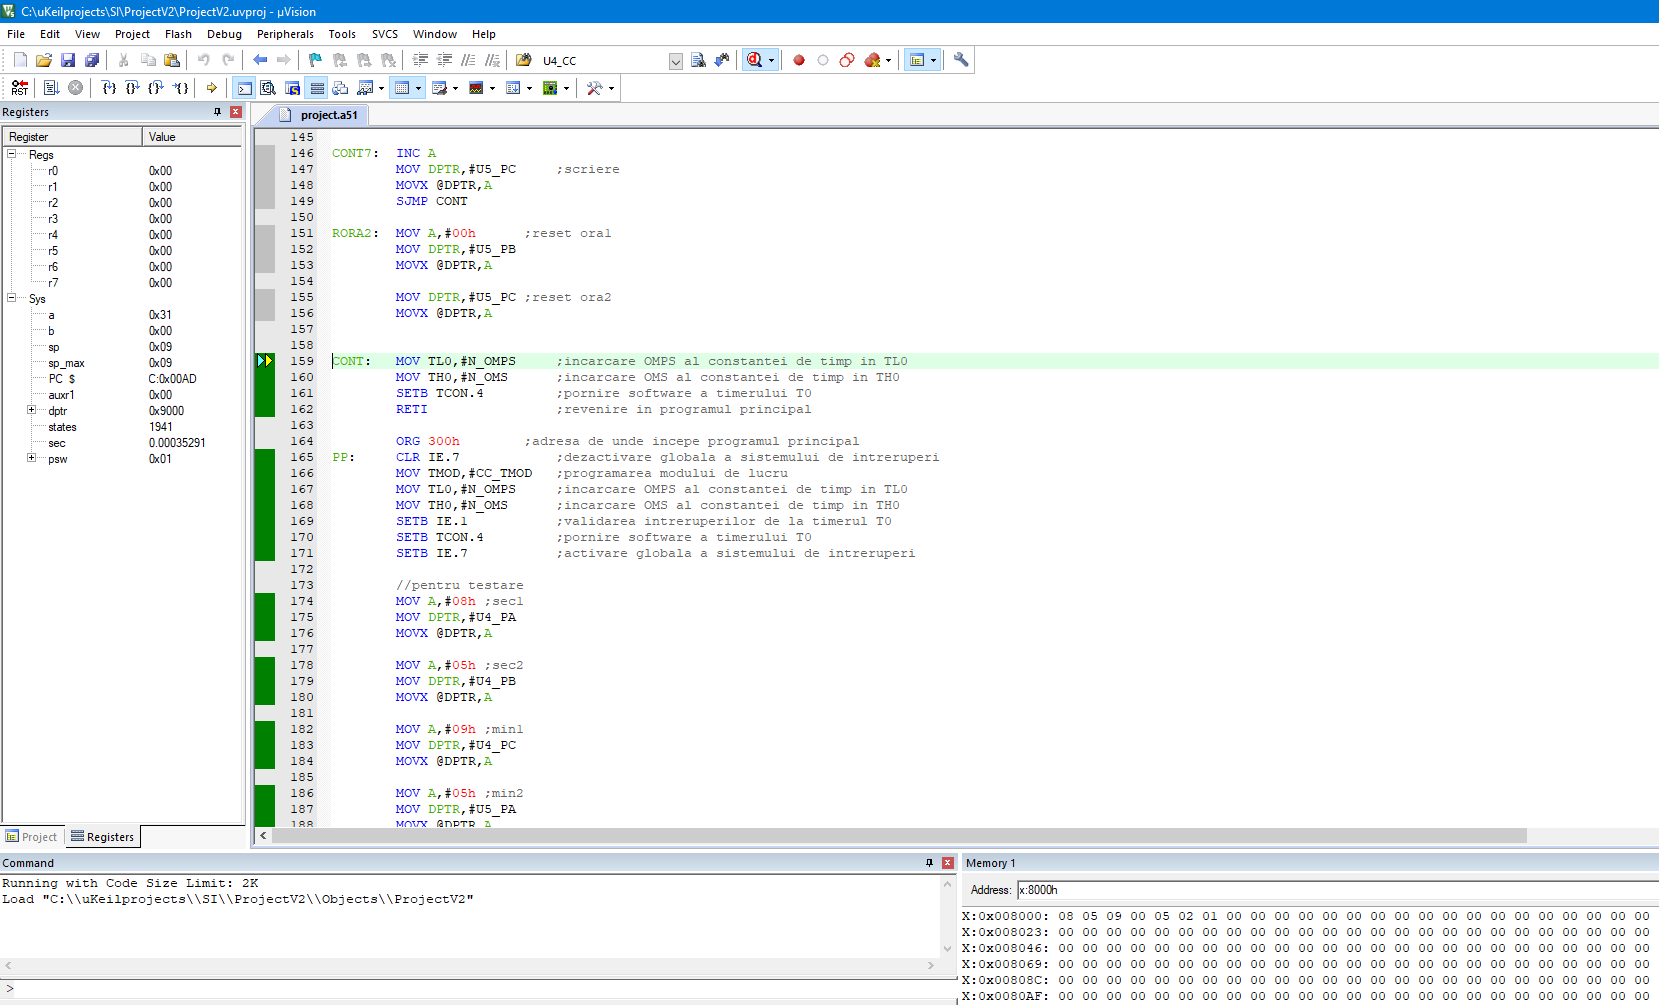 C:\uKeilprojects\SI\ProjectV2\ProjectV2.uvproj - µVision
File Edit View Project Flash Debug Peripherals Tools SVCS Window Help
U4_CC
RST
Registers
project.a51
Register Value
Regs
r0 0x00
r1 0x00
r2 0x00
r3 0x00
r4 0x00
r5 0x00
r6 0x00
r7 0x00
Sys
a 0x31
b 0x00
sp 0x09
sp_max 0x09
PC $ C:0x00AD
auxr1 0x00
dptr 0x9000
states 1941
sec 0.00035291
psw 0x01
Project Registers
145
146 CONT7: INC A
147 MOV DPTR,#U5_PC ;scriere
148 MOVX @DPTR,A
149 SJMP CONT
150
151 RORA2: MOV A,#00h ;reset ora1
152 MOV DPTR,#U5_PB
153 MOVX @DPTR,A
154
155 MOV DPTR,#U5_PC ;reset ora2
156 MOVX @DPTR,A
157
158
159 CONT: MOV TL0,#N_OMPS ;incarcare OMPS al constantei de timp in TL0
160 MOV TH0,#N_OMS ;incarcare OMS al constantei de timp in TH0
161 SETB TCON.4 ;pornire software a timerului T0
162 RETI ;revenire in programul principal
163
164 ORG 300h ;adresa de unde incepe programul principal
165 PP: CLR IE.7 ;dezactivare globala a sistemului de intreruperi
166 MOV TMOD,#CC_TMOD ;programarea modului de lucru
167 MOV TL0,#N_OMPS ;incarcare OMPS al constantei de timp in TL0
168 MOV TH0,#N_OMS ;incarcare OMS al constantei de timp in TH0
169 SETB IE.1 ;validarea intreruperilor de la timerul T0
170 SETB TCON.4 ;pornire software a timerului T0
171 SETB IE.7 ;activare globala a sistemului de intreruperi
172
173 //pentru testare
174 MOV A,#08h ;sec1
175 MOV DPTR,#U4_PA
176 MOVX @DPTR,A
177
178 MOV A,#05h ;sec2
179 MOV DPTR,#U4_PB
180 MOVX @DPTR,A
181
182 MOV A,#09h ;min1
183 MOV DPTR,#U4_PC
184 MOVX @DPTR,A
185
186 MOV A,#05h ;min2
187 MOV DPTR,#U5_PA
188 MOVX @DPTR,A
Command
Running with Code Size Limit: 2K
Load "C:\\uKeilprojects\\SI\\ProjectV2\\Objects\\ProjectV2"
>
Memory 1
Address: x:8000h
X:0x008000: 08 05 09 00 05 02 01 00 00 00 00 00 00 00 00 00 00 00 00 00 00 00 00 00 00
X:0x008023: 00 00 00 00 00 00 00 00 00 00 00 00 00 00 00 00 00 00 00 00 00 00 00 00 00
X:0x008046: 00 00 00 00 00 00 00 00 00 00 00 00 00 00 00 00 00 00 00 00 00 00 00 00 00
X:0x008069: 00 00 00 00 00 00 00 00 00 00 00 00 00 00 00 00 00 00 00 00 00 00 00 00 00
X:0x00808C: 00 00 00 00 00 00 00 00 00 00 00 00 00 00 00 00 00 00 00 00 00 00 00 00 00
X:0x0080AF: 00 00 00 00 00 00 00 00 00 00 00 00 00 00 00 00 00 00 00 00 00 00 00 00 00